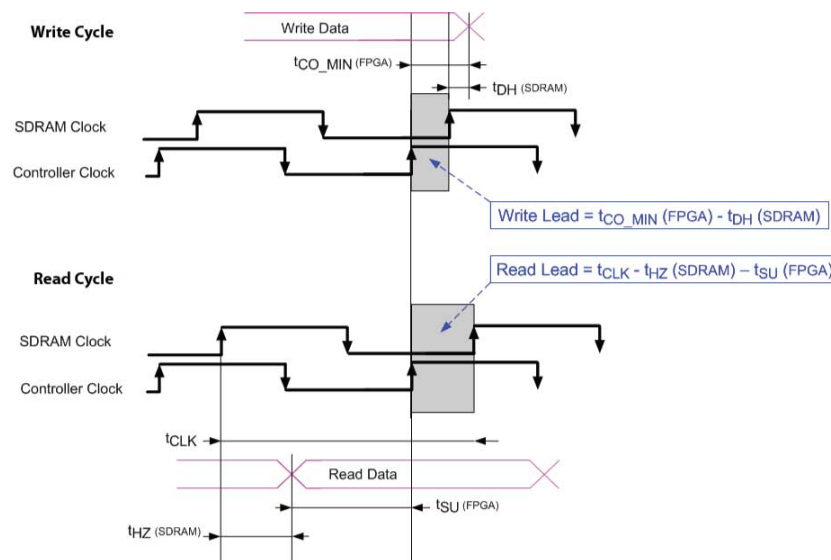 Write Cycle
Write Data
tCO_MIN (FPGA)
tDH (SDRAM)
SDRAM Clock
Controller Clock
Write Lead = tCO_MIN (FPGA) - tDH (SDRAM)
Read Cycle
Read Lead = tCLK - tHZ (SDRAM) – tSU (FPGA)
SDRAM Clock
Controller Clock
tCLK
Read Data
tSU (FPGA)
tHZ (SDRAM)